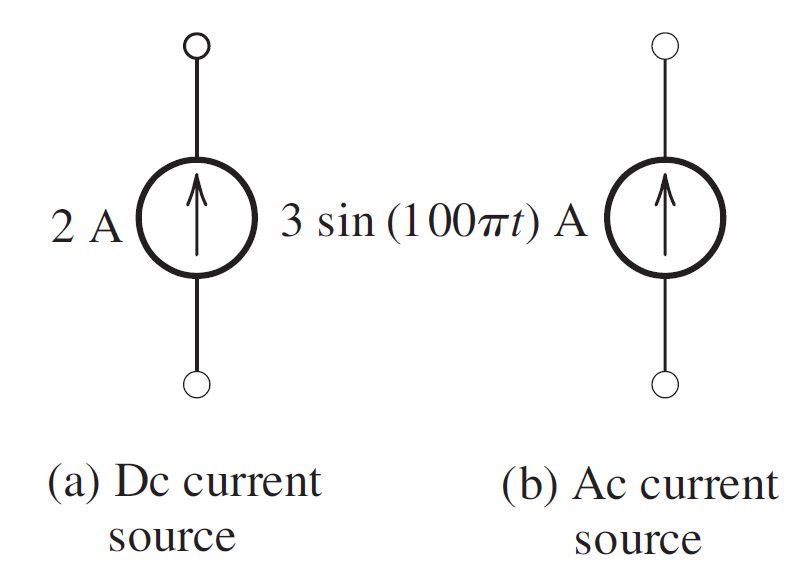 2 A
3 sin (100πt) A
(a) Dc current
source
(b) Ac current
source